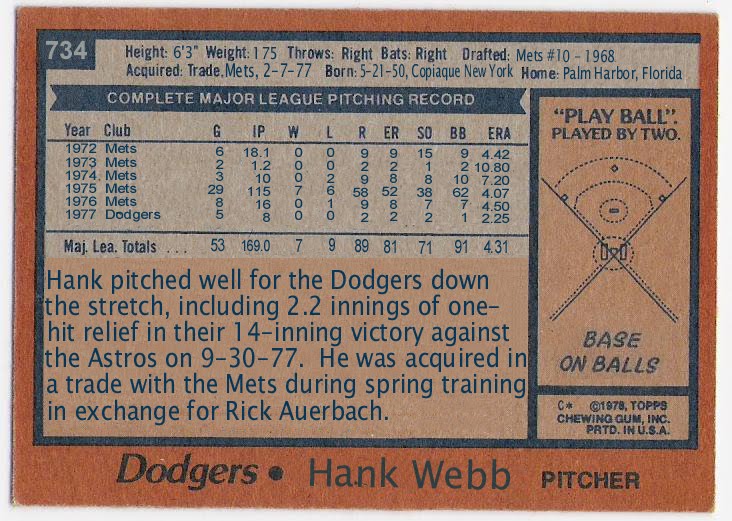 734
Height: 6'3" Weight: 175 Throws: Right Bats: Right Drafted: Mets #10 - 1968
Acquired: Trade, Mets, 2-7-77 Born: 5-21-50, Copiaque New York Home: Palm Harbor, Florida
COMPLETE MAJOR LEAGUE PITCHING RECORD
Year Club G IP W L R ER SO BB ERA
1972 Mets 6 18.1 0 0 9 9 15 9 4.42
1973 Mets 2 1.2 0 0 2 2 1 2 10.80
1974. Mets 3 10 0 2 9 8 8 10 7.20
1975 Mets 29 115 7 6 58 52 38 62 4.07
1976 Mets 8 16 0 1 9 8 7 7 4.50
1977 Dodgers 5 8 0 0 2 2 2 1 2.25
Maj. Lea. Totals . . . 53 169.0 7 9 89 81 71 91 4.31
Hank pitched well for the Dodgers down
the stretch, including 2.2 innings of one-
hit relief in their 14-inning victory against
the Astros on 9-30-77. He was acquired in
a trade with the Mets during spring training
in exchange for Rick Auerbach.
"PLAY BALL".
PLAYED BY TWO.
BASE
ON BALLS
C* ©1978, TOPPS
CHEWING GUM, INC.
PRTD. IN U.S.A.
Dodgers • Hank Webb PITCHER